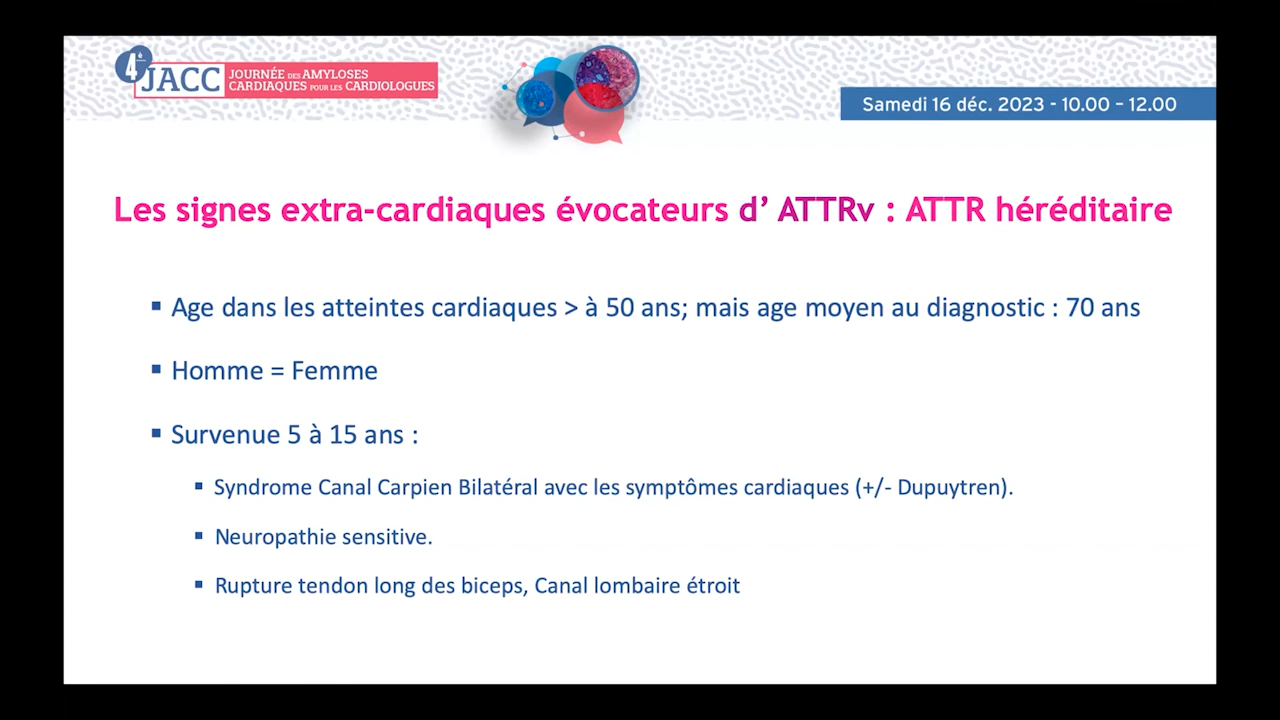 4è JACC JOURNÉE DES AMYLOSES
CARDIAQUES POUR LES CARDIOLOGUES
Samedi 16 déc. 2023 - 10.00 – 12.00
Les signes extra-cardiaques évocateurs d’ ATTRv : ATTR héréditaire
▪ Age dans les atteintes cardiaques > à 50 ans; mais age moyen au diagnostic : 70 ans
▪ Homme = Femme
▪ Survenue 5 à 15 ans :
▪ Syndrome Canal Carpien Bilatéral avec les symptômes cardiaques (+/- Dupuytren).
▪ Neuropathie sensitive.
▪ Rupture tendon long des biceps, Canal lombaire étroit